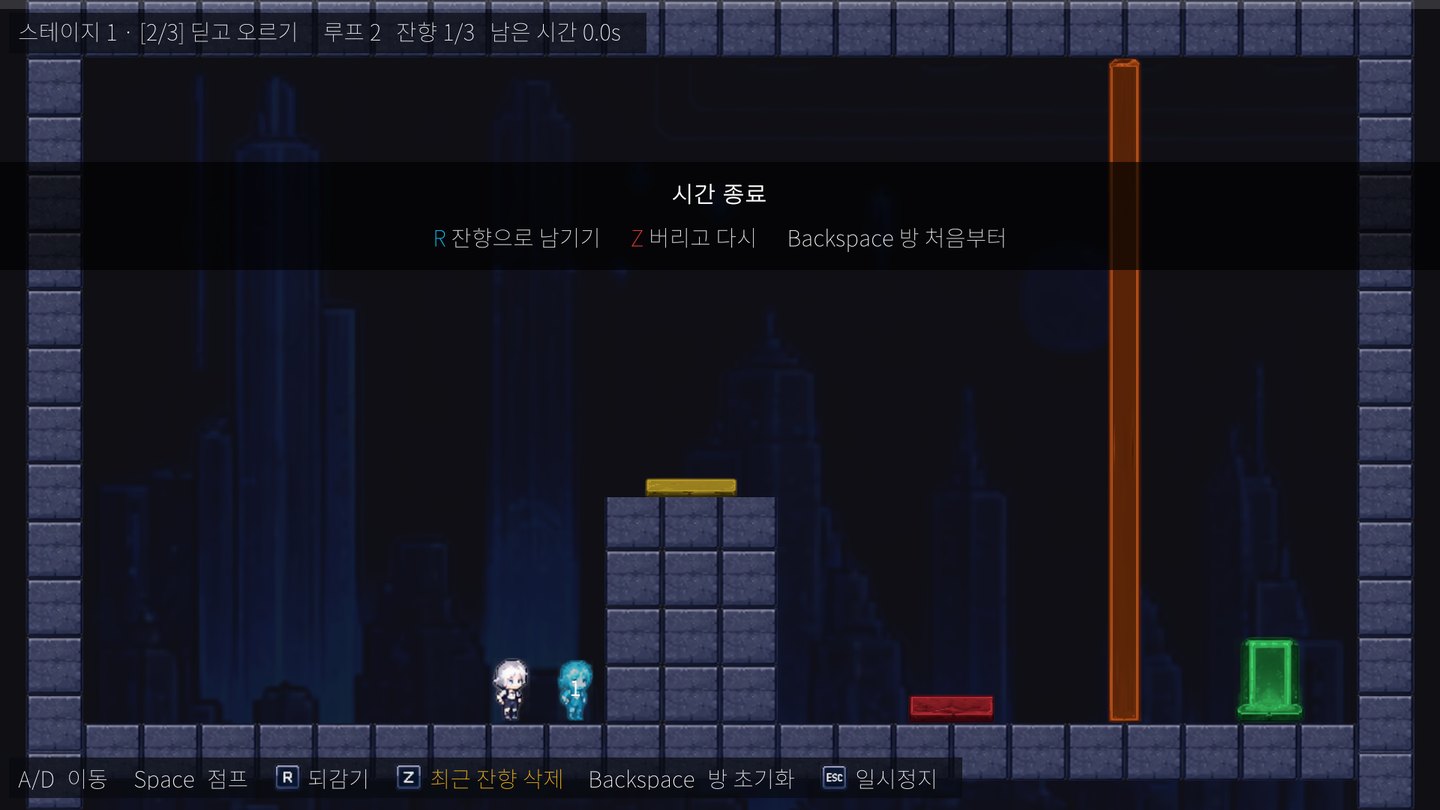 스테이지 1 · [2/3] 딛고 오르기 루프 2 잔향 1/3 남은 시간 0.0s
시간 종료
R 잔향으로 남기기 Z 버리고 다시 Backspace 방 처음부터
1
A/D 이동 Space 점프 R 되감기 Z 최근 잔향 삭제 Backspace 방 초기화 ESC 일시정지